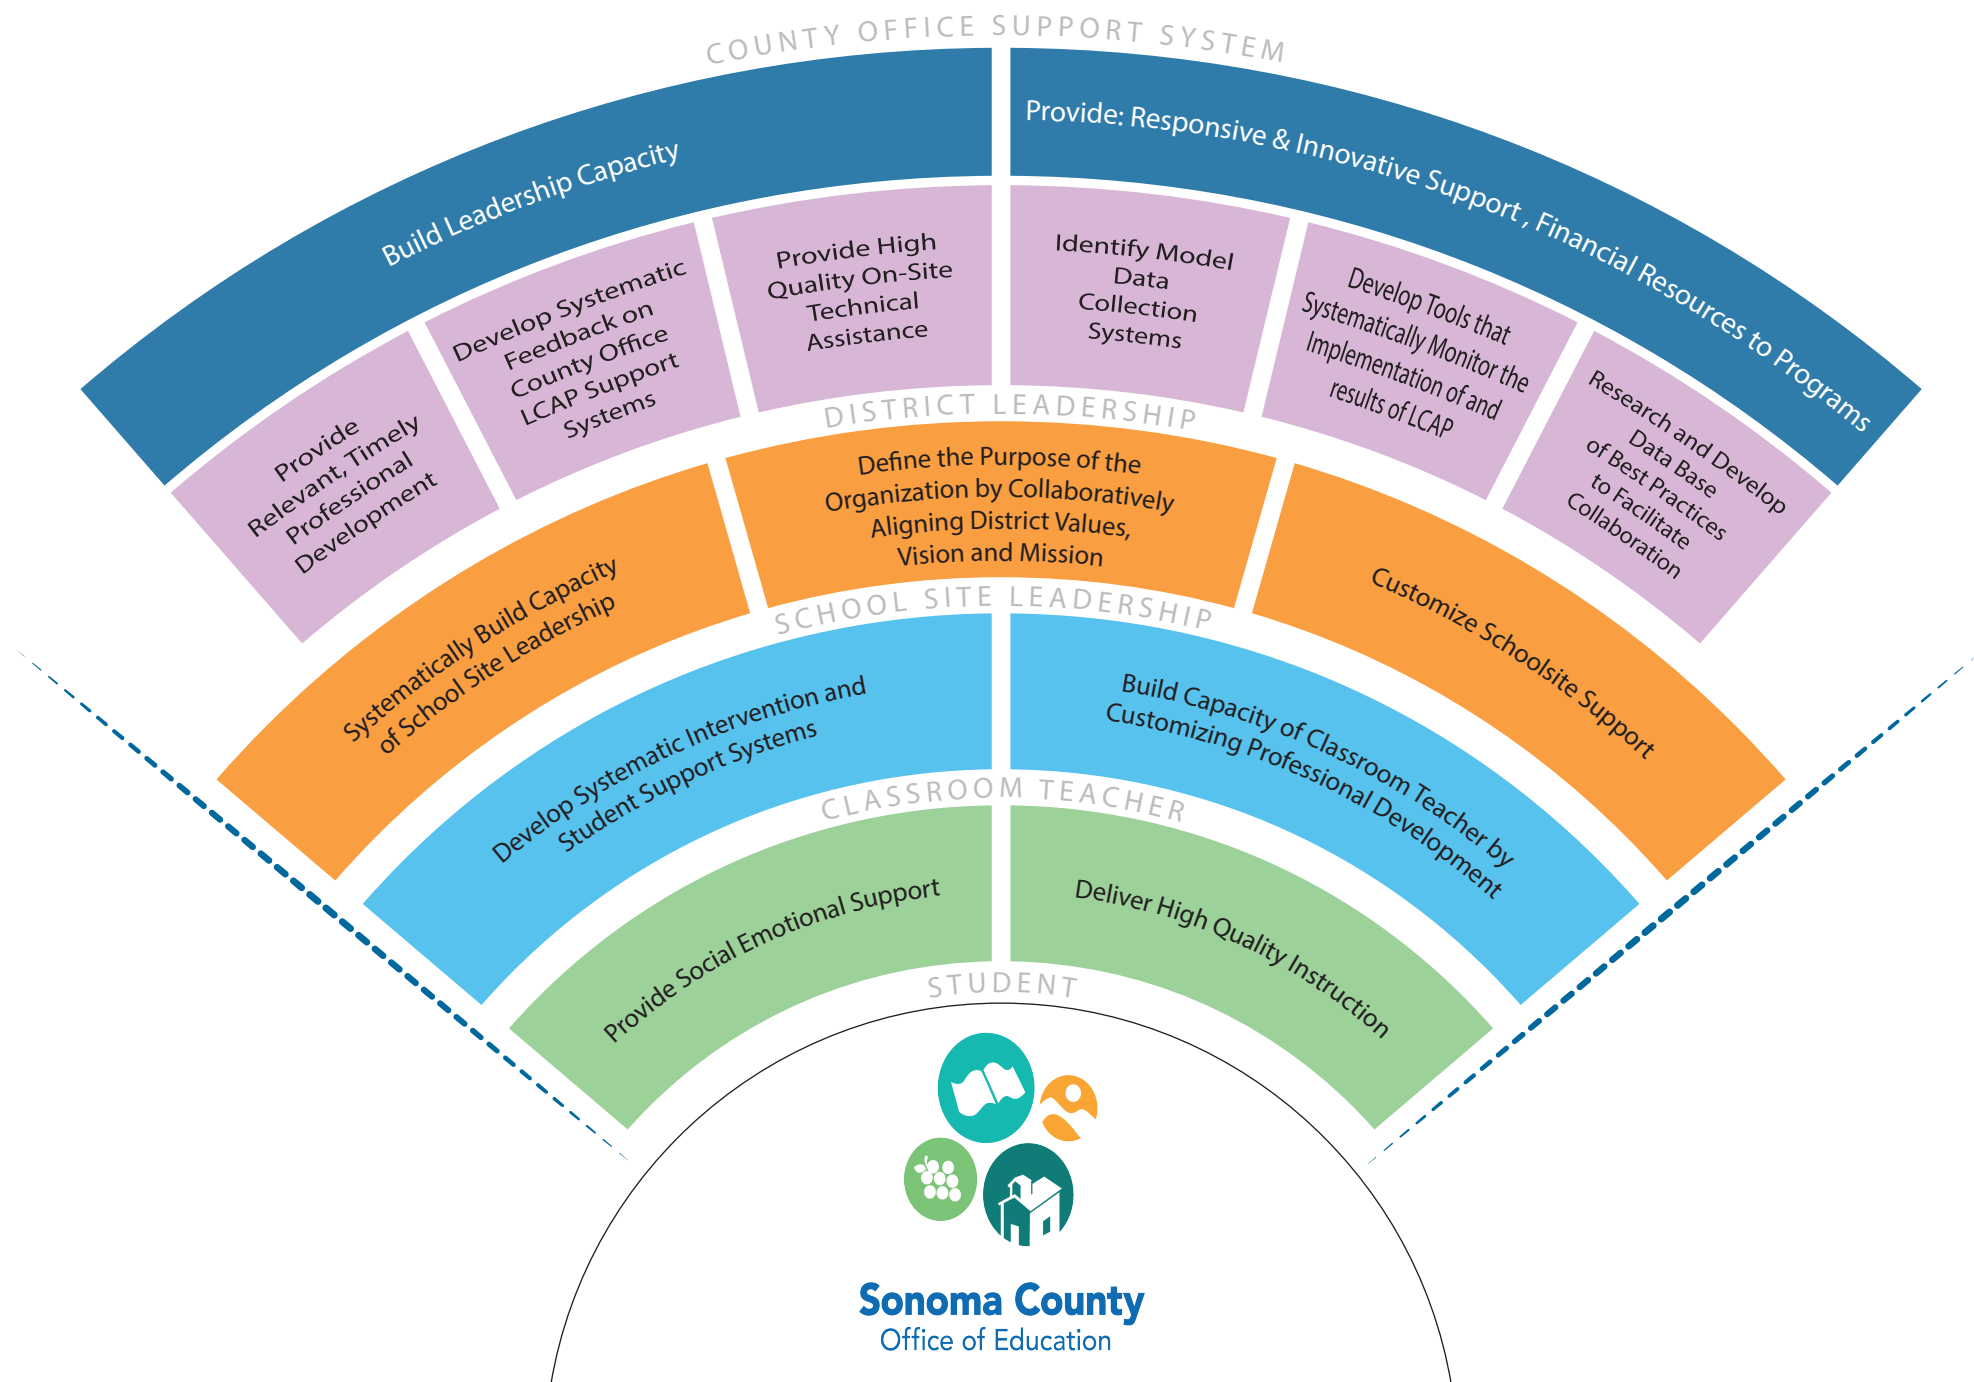 COUNTY OFFICE SUPPORT SYSTEM
Build Leadership Capacity
Provide: Responsive & Innovative Support , Financial Resources to Programs
Provide
Relevant, Timely
Professional
Development
Develop Systematic
Feedback on
County Office
LCAP Support
Systems
Provide High
Quality On-Site
Technical
Assistance
Identify Model
Data
Collection
Systems
Develop Tools that
Systematically Monitor the
Implementation of and
results of LCAP
Research and Develop
Data Base
of Best Practices
to Facilitate
Collaboration
DISTRICT LEADERSHIP
Systematically Build Capacity
of School Site Leadership
Define the Purpose of the
Organization by Collaboratively
Aligning District Values,
Vision and Mission
Customize Schoolsite Support
SCHOOL SITE LEADERSHIP
Develop Systematic Intervention and
Student Support Systems
Build Capacity of Classroom Teacher by
Customizing Professional Development
CLASSROOM TEACHER
Provide Social Emotional Support
Deliver High Quality Instruction
STUDENT
Sonoma County
Office of Education